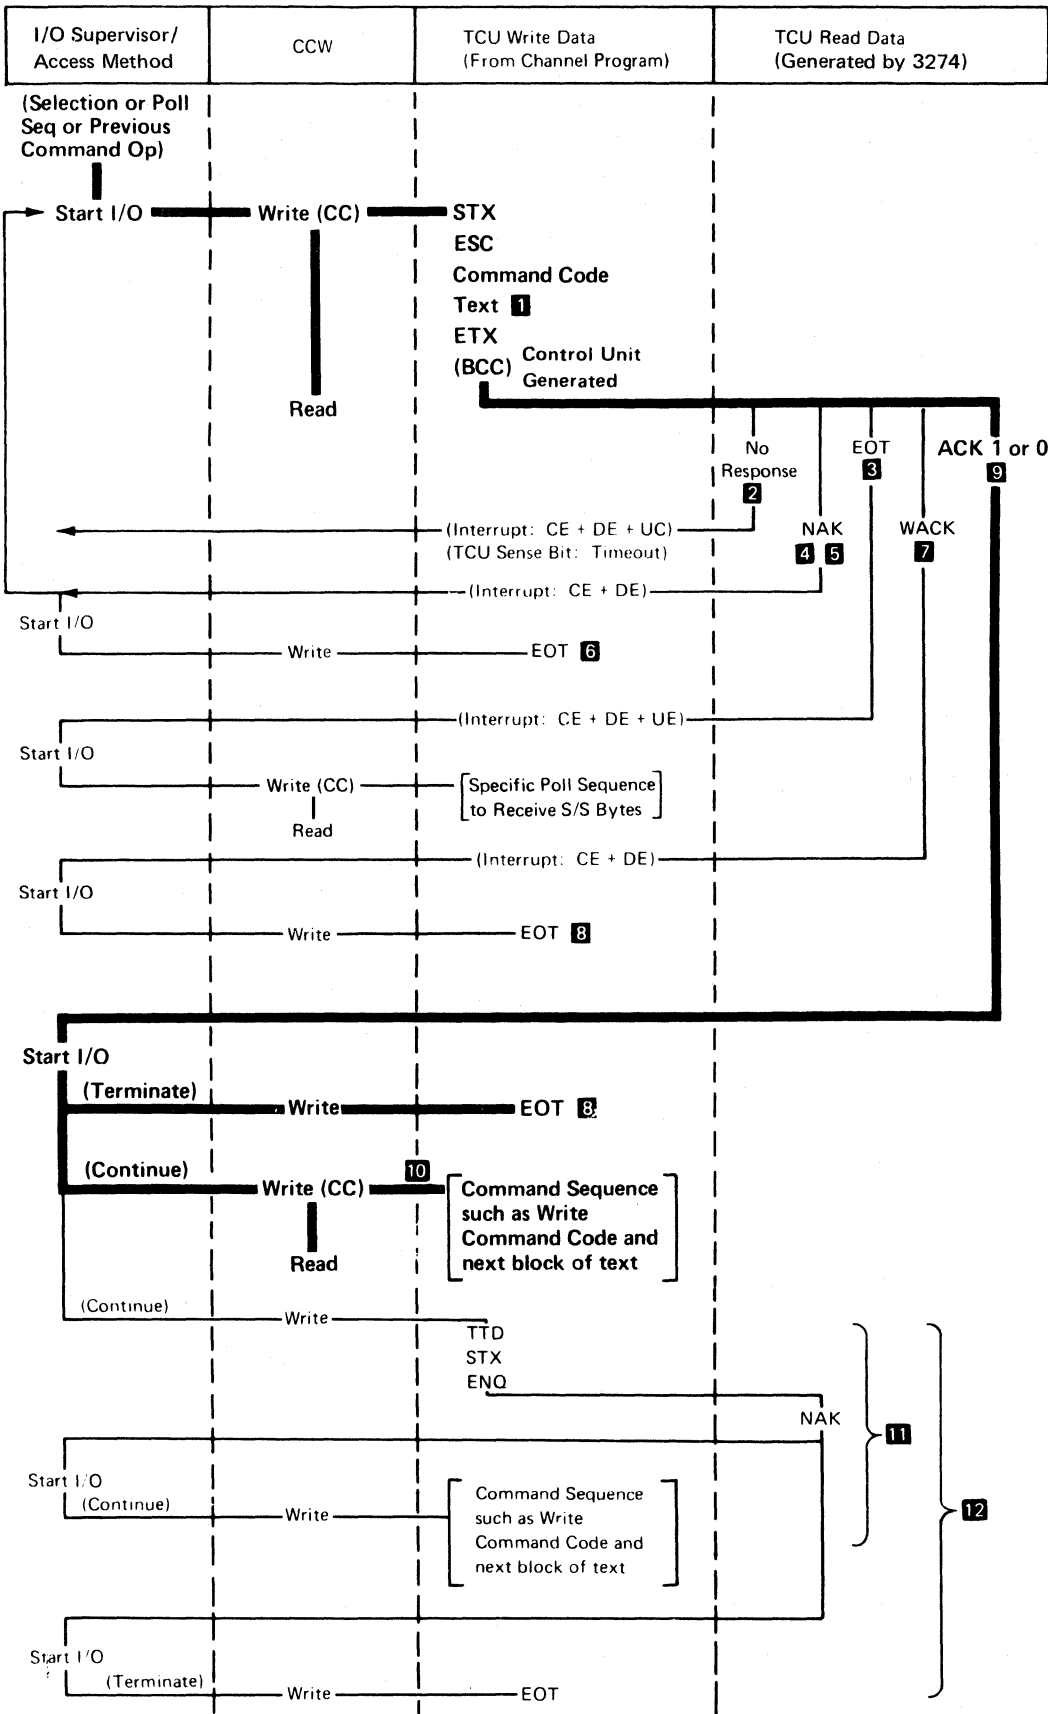 I/O Supervisor/
Access Method
CCW
TCU Write Data
(From Channel Program)
TCU Read Data
(Generated by 3274)
(Selection or Poll
Seq or Previous
Command Op)
Start I/O
Write (CC)
STX
ESC
Command Code
Text 1
ETX
(BCC)
Control Unit
Generated
Read
No
Response
2
NAK
4 5
EOT
3
WACK
7
ACK 1 or 0
9
(Interrupt: CE + DE + UC)
(TCU Sense Bit: Timeout)
(Interrupt: CE + DE)
Start I/O
Write
EOT 6
(Interrupt: CE + DE + UE)
Start I/O
Write (CC)
Read
Specific Poll Sequence
to Receive S/S Bytes
(Interrupt: CE + DE)
Start I/O
Write
EOT 8
Start I/O
(Terminate)
Write
EOT 8
(Continue)
Write (CC)
10
Read
Command Sequence
such as Write
Command Code and
next block of text
(Continue)
Write
TTD
STX
ENQ
NAK
11
12
Start I/O
(Continue)
Write
Command Sequence
such as Write
Command Code and
next block of text
Start I/O
(Terminate)
Write
EOT